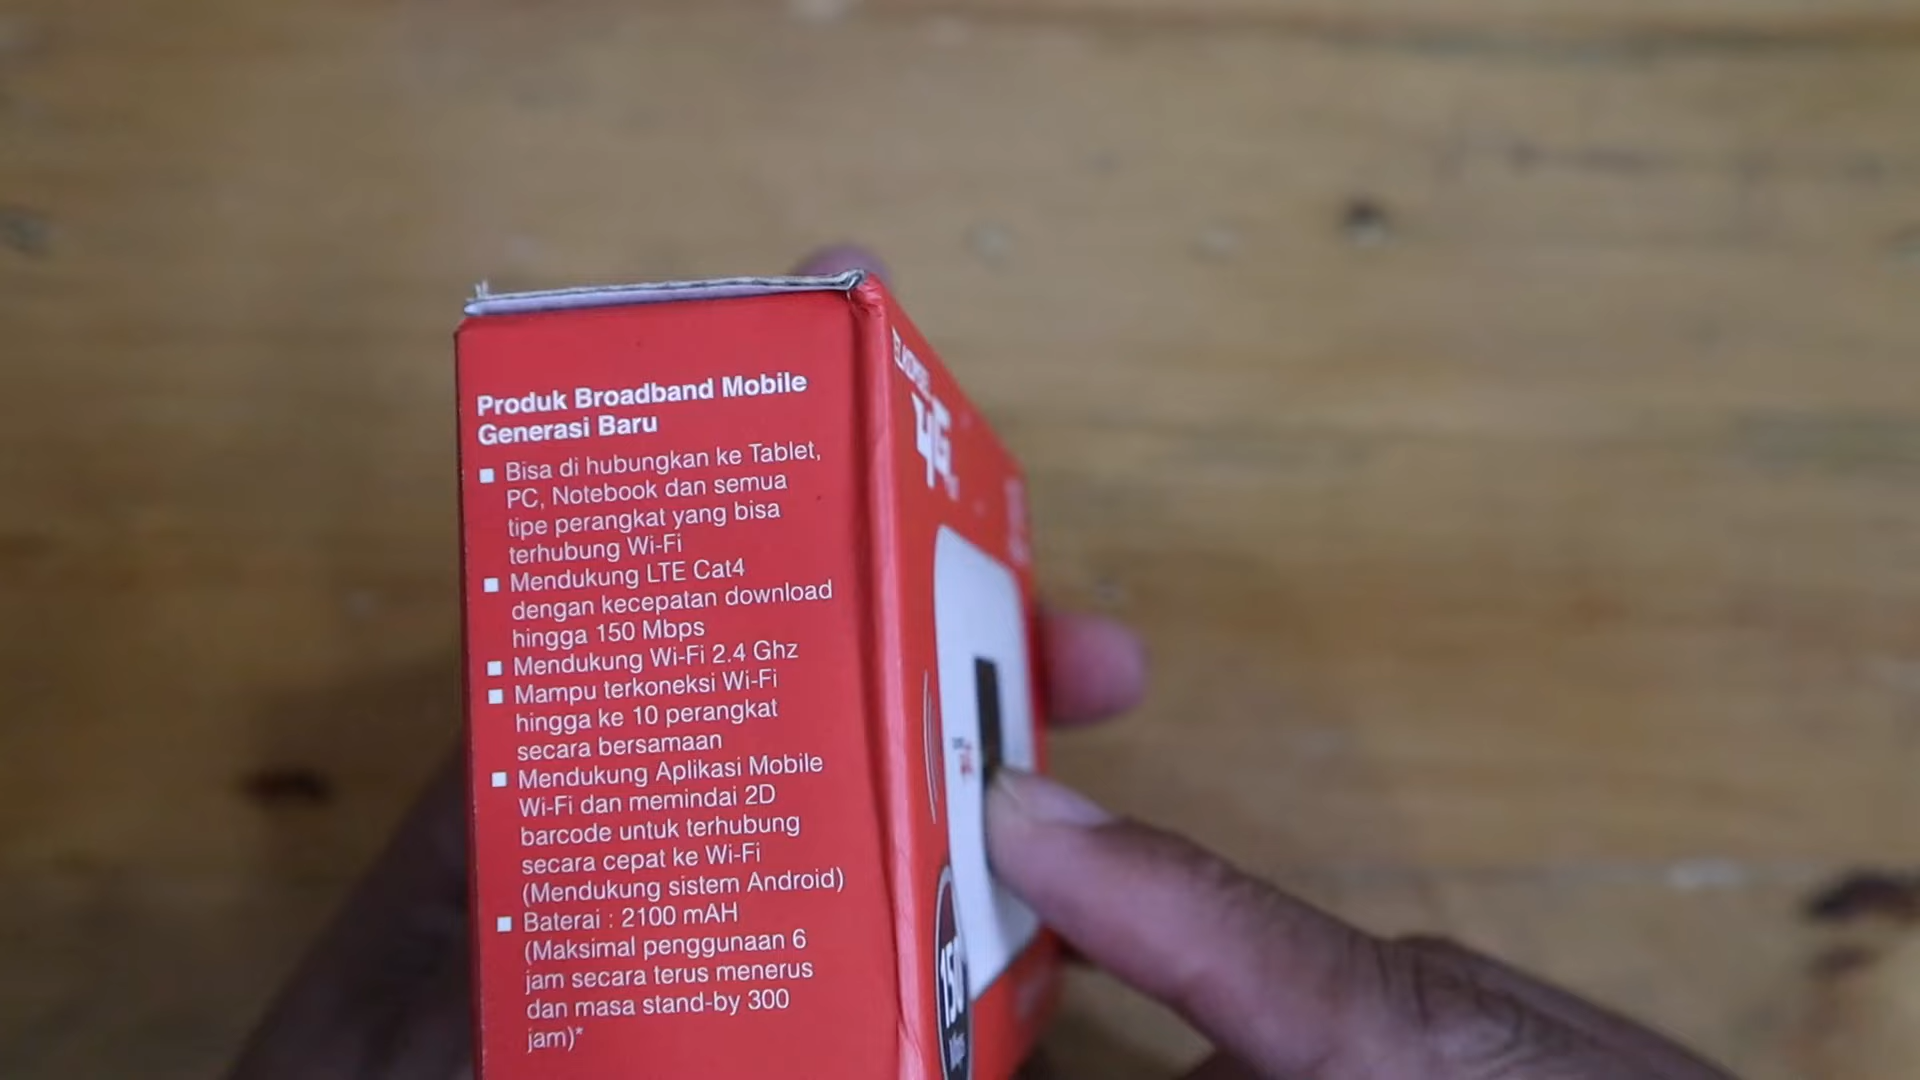 Produk Broadband Mobile
Generasi Baru
Bisa di hubungkan ke Tablet,
PC, Notebook dan semua
tipe perangkat yang bisa
terhubung Wi-Fi
Mendukung LTE Cat4
dengan kecepatan download
hingga 150 Mbps
Mendukung Wi-Fi 2.4 Ghz
Mampu terkoneksi Wi-Fi
hingga ke 10 perangkat
secara bersamaan
Mendukung Aplikasi Mobile
Wi-Fi dan memindai 2D
barcode untuk terhubung
secara cepat ke Wi-Fi
(Mendukung sistem Android)
Baterai : 2100 mAH
(Maksimal penggunaan 6
jam secara terus menerus
dan masa stand-by 300
jam)*
4G
150